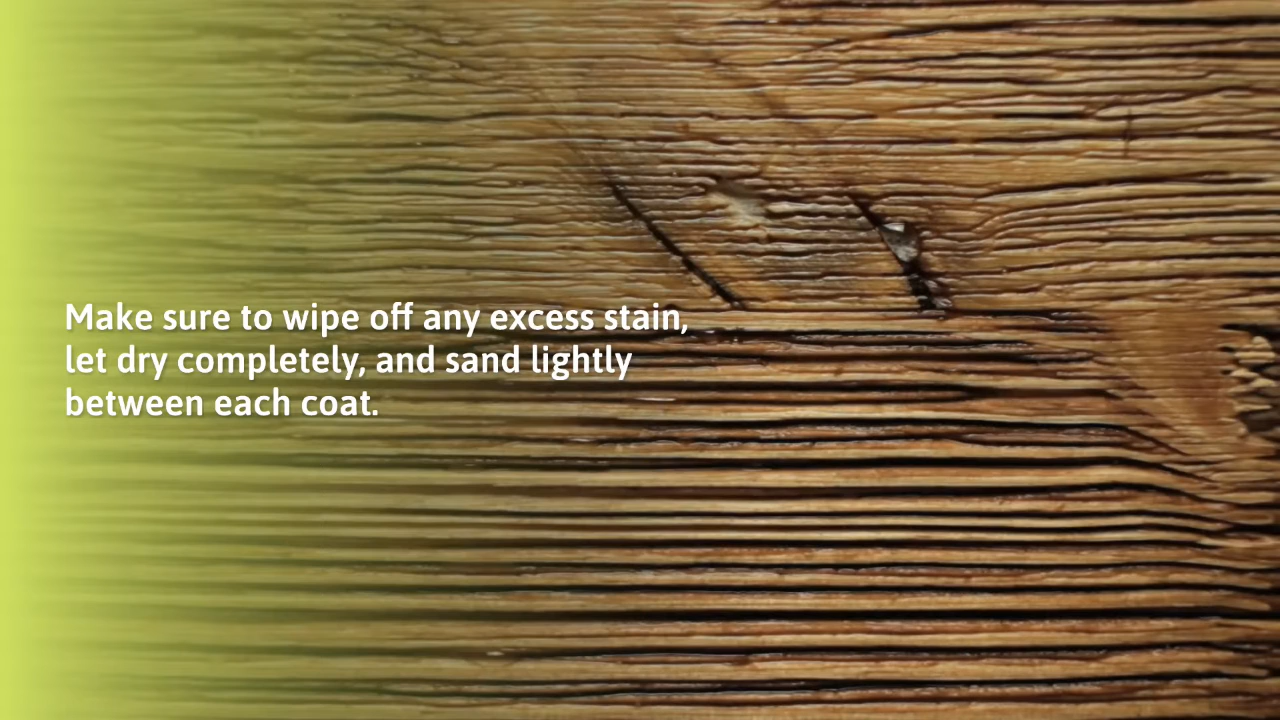 Make sure to wipe off any excess stain,
let dry completely, and sand lightly
between each coat.